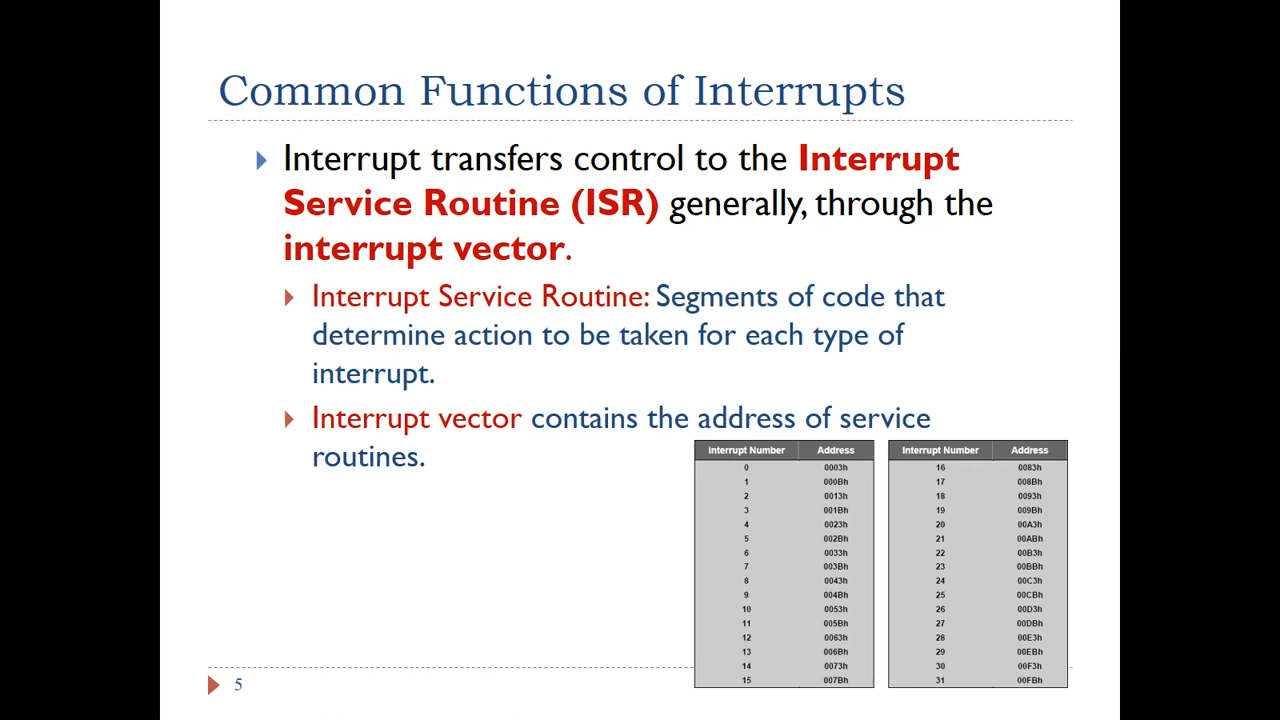 Common Functions of Interrupts
Interrupt transfers control to the Interrupt
Service Routine (ISR) generally, through the
interrupt vector.
Interrupt Service Routine: Segments of code that
determine action to be taken for each type of
interrupt.
Interrupt vector contains the address of service
routines.
Interrupt Number Address
0 0003h
1 000Bh
2 0013h
3 001Bh
4 0023h
5 002Bh
6 0033h
7 003Bh
8 0043h
9 004Bh
10 0053h
11 005Bh
12 0063h
13 006Bh
14 0073h
15 007Bh
Interrupt Number Address
16 0083h
17 008Bh
18 0093h
19 009Bh
20 00A3h
21 00ABh
22 00B3h
23 00BBh
24 00C3h
25 00CBh
26 00D3h
27 00DBh
28 00E3h
29 00EBh
30 00F3h
31 00FBh
5